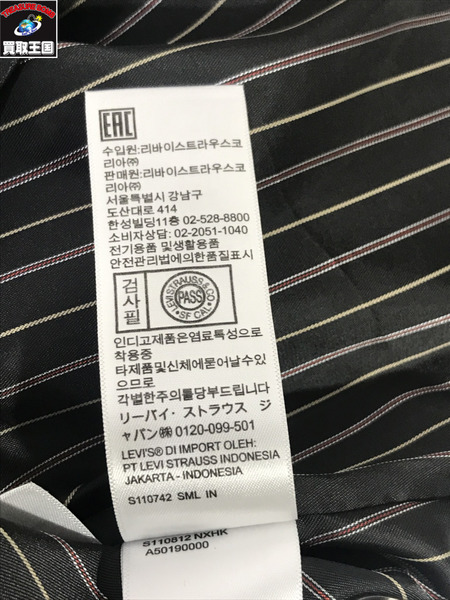 TREASURE FACTORY
買取王国
EAC
수입원:리바이스트라우스코
리아㈜
판매원:리바이스트라우스코
리아㈜
서울특별시 강남구
도산대로 414
한성빌딩11층 02-528-8800
소비자상담: 02-2051-1040
전기용품 및생활용품
안전관리법에의한품질표시
검사필
LEVI STRAUSS & CO.
PASS
SF CAL.
인디고제품은염료특성으로
착용중
타제품및신체에묻어날수있
으므로
각별한주의를당부드립니다
リーバイ・ストラウス ジ
ャパン㈱ 0120-099-501
LEVI'S® DI IMPORT OLEH:
PT LEVI STRAUSS INDONESIA
JAKARTA - INDONESIA
S110742 SML IN
S110812 NXHK
A50190000